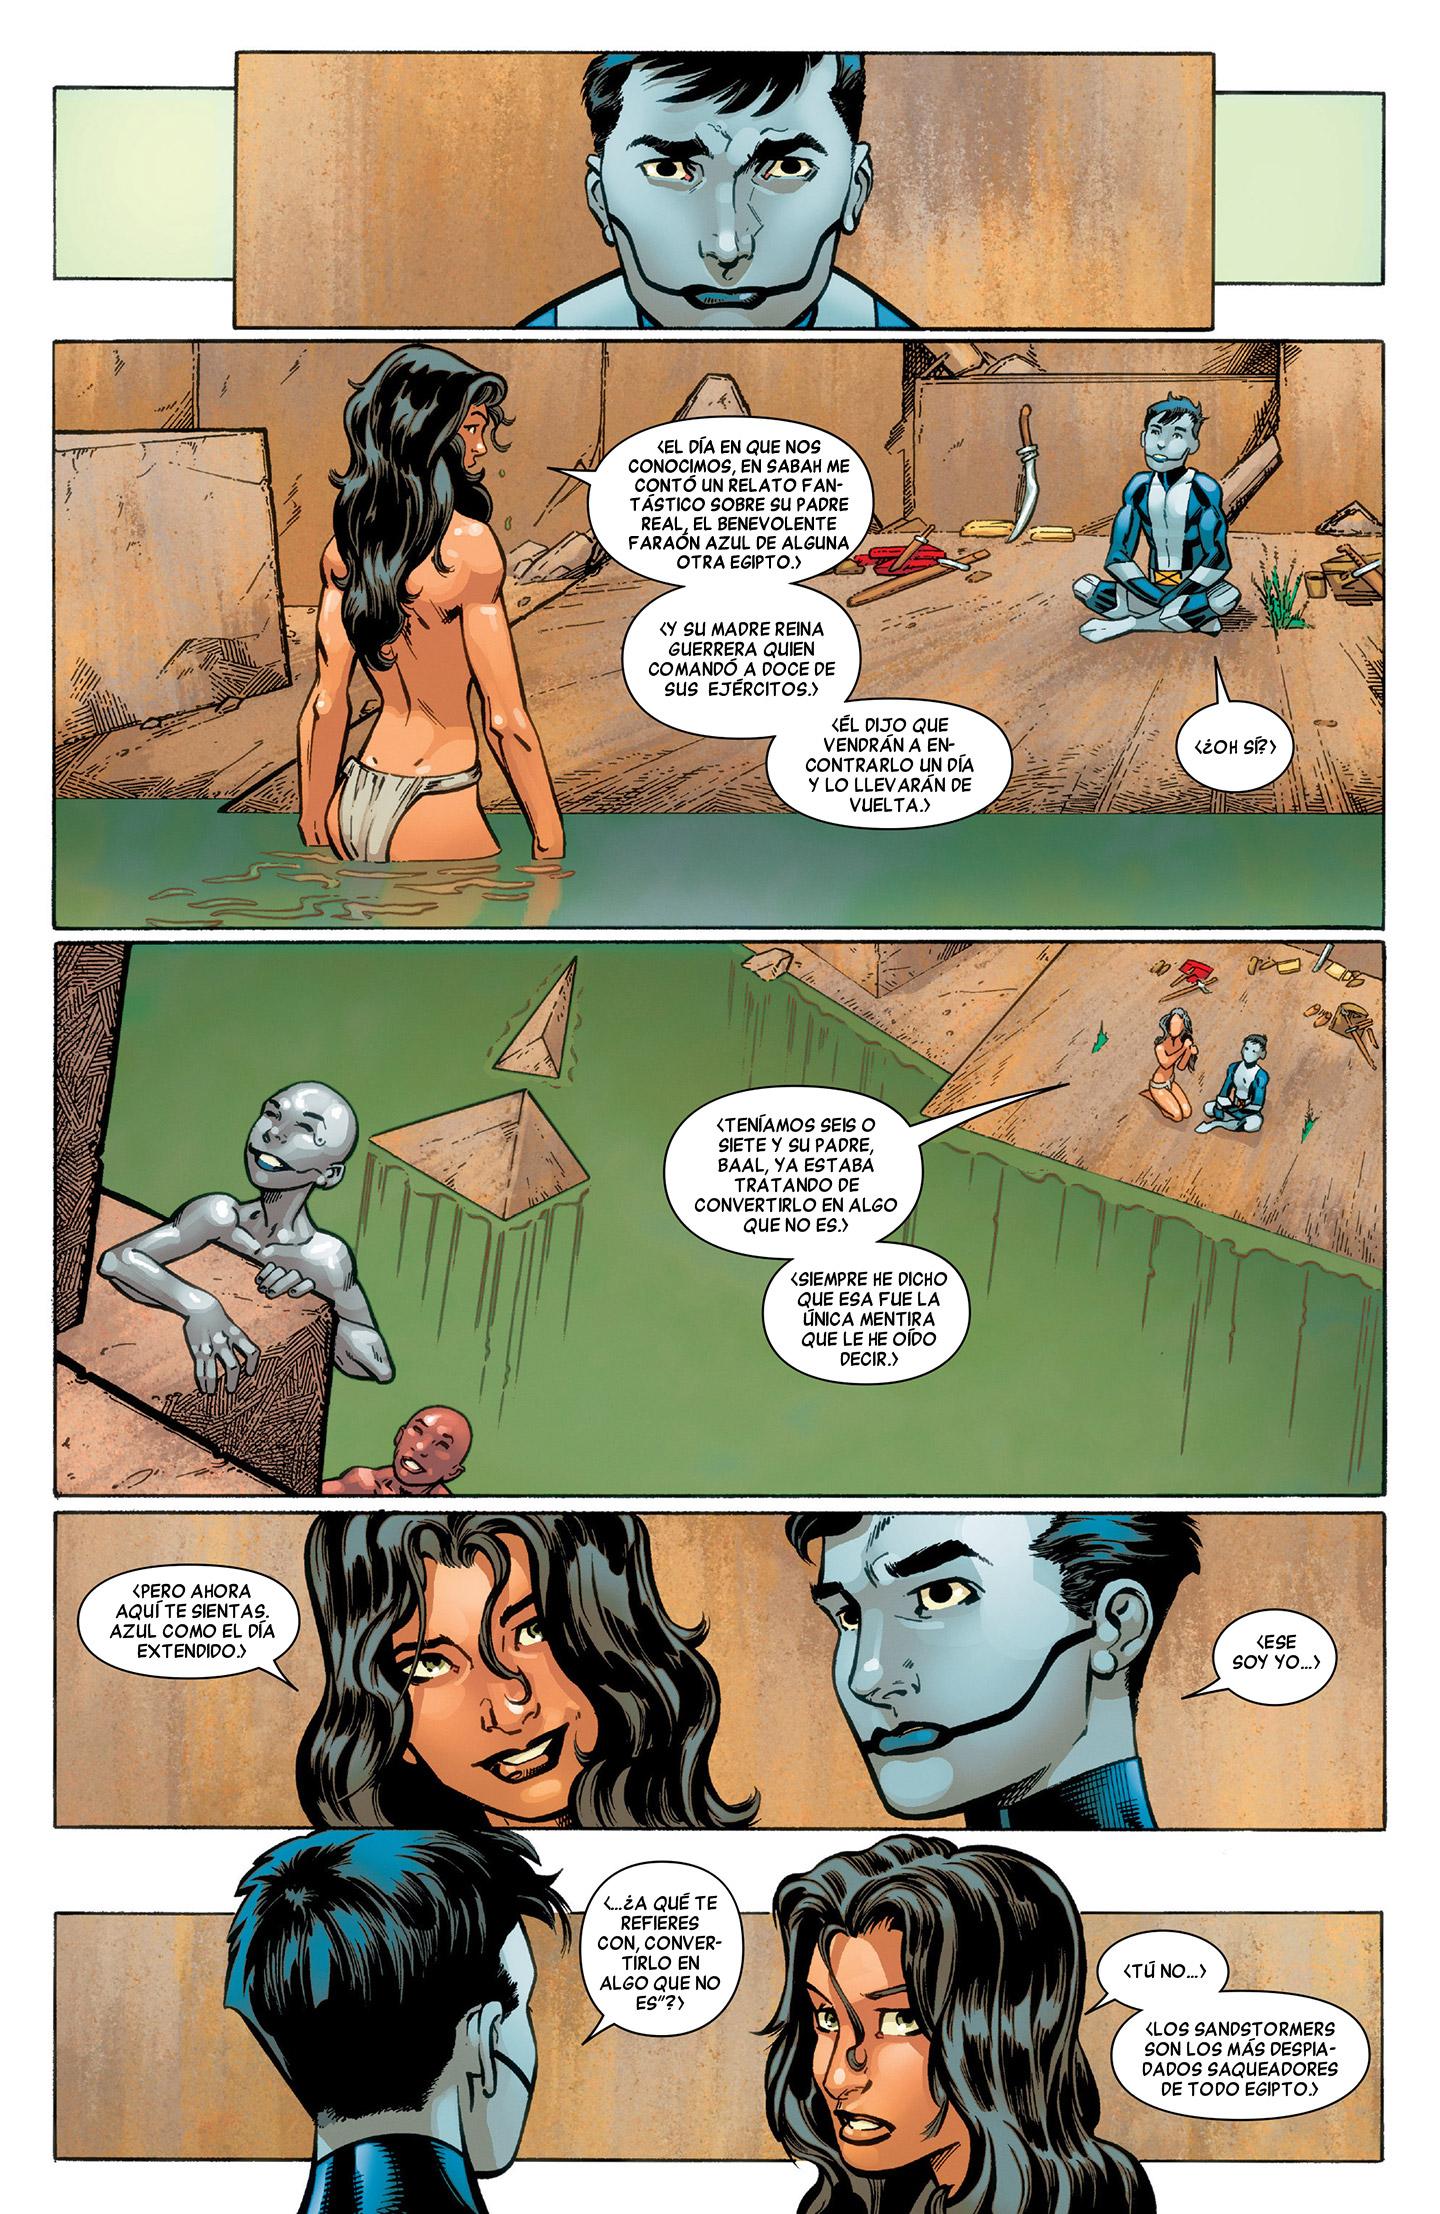 <EL DÍA EN QUE NOS
CONOCIMOS, EN SABAH ME
CONTÓ UN RELATO FAN-
TÁSTICO SOBRE SU PADRE
REAL, EL BENEVOLENTE
FARAÓN AZUL DE ALGUNA
OTRA EGIPTO.>
<Y SU MADRE REINA
GUERRERA QUIEN
COMANDÓ A DOCE DE
SUS EJÉRCITOS.>
<ÉL DIJO QUE
VENDRÁN A EN-
CONTRARLO UN DÍA
Y LO LLEVARÁN DE
VUELTA.>
<¿OH SÍ?>
<TENÍAMOS SEIS O
SIETE Y SU PADRE,
BAAL, YA ESTABA
TRATANDO DE
CONVERTIRLO EN ALGO
QUE NO ES.>
<SIEMPRE HE DICHO
QUE ESA FUE LA
ÚNICA MENTIRA
QUE LE HE OÍDO
DECIR.>
<PERO AHORA
AQUÍ TE SIENTAS.
AZUL COMO EL DÍA
EXTENDIDO.>
<ESE
SOY YO...>
<...¿A QUÉ TE
REFIERES
CON, CONVER-
TIRLO EN
ALGO QUE NO
ES"?>
<TÚ NO...>
<LOS SANDSTORMERS
SON LOS MÁS DESPIA-
DADOS SAQUEADORES
DE TODO EGIPTO.>